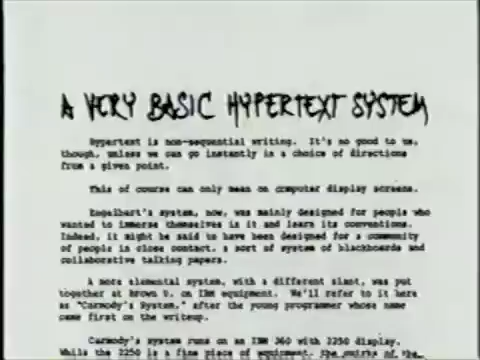 A VERY BASIC HYPERTEXT SYSTEM
Hypertext is non-sequential writing. It's no good to us,
though, unless we can go instantly in a choice of directions
from a given point.
This of course can only mean on computer display screens.
Engelbart's system, now, was mainly designed for people who
wanted to immerse themselves in it and learn its conventions.
Indeed, it might be said to have been designed for a community
of people in close contact, a sort of system of blackboards and
collaborative talking papers.
A more elemental system, with a different slant, was put
together at Brown U. on IBM equipment. We'll refer to it here
as "Carmody's System," after the young programmer whose name
came first on the writeup.
Carmody's system runs on an IBM 360 with 2250 display.
While the 2250 is a fine piece of equipment, the quirks of the